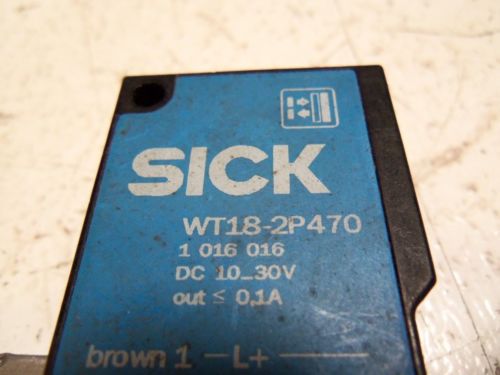 SICK
WT18-2P470
1 016 016
DC 10...30V
out ≤ 0,1A
brown 1 —L+